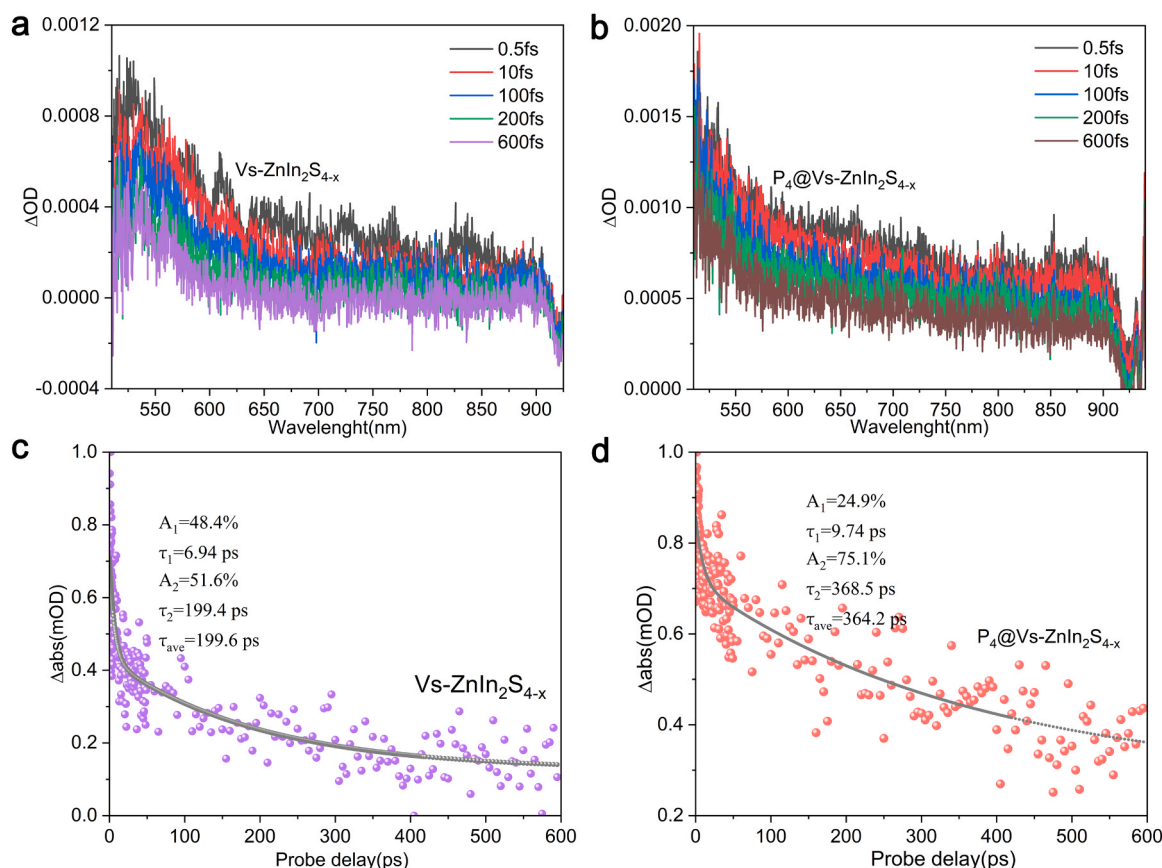 a
0.0012
0.0008
0.0004
0.0000
-0.0004
ΔOD
0.5fs
10fs
100fs
200fs
600fs
Vs-ZnIn₂S₄₋ₓ
550 600 650 700 750 800 850 900
Wavelenght(nm)
b
0.0020
0.0015
0.0010
0.0005
0.0000
ΔOD
0.5fs
10fs
100fs
200fs
600fs
P₄@Vs-ZnIn₂S₄₋ₓ
550 600 650 700 750 800 850 900
Wavelenght(nm)
c
1.0
0.8
0.6
0.4
0.2
0.0
Δabs(mOD)
A₁=48.4%
τ₁=6.94 ps
A₂=51.6%
τ₂=199.4 ps
τave=199.6 ps
Vs-ZnIn₂S₄₋ₓ
0 100 200 300 400 500 600
Probe delay(ps)
d
1.0
0.8
0.6
0.4
0.2
Δabs(mOD)
A₁=24.9%
τ₁=9.74 ps
A₂=75.1%
τ₂=368.5 ps
τave=364.2 ps
P₄@Vs-ZnIn₂S₄₋ₓ
0 100 200 300 400 500 600
Probe delay(ps)